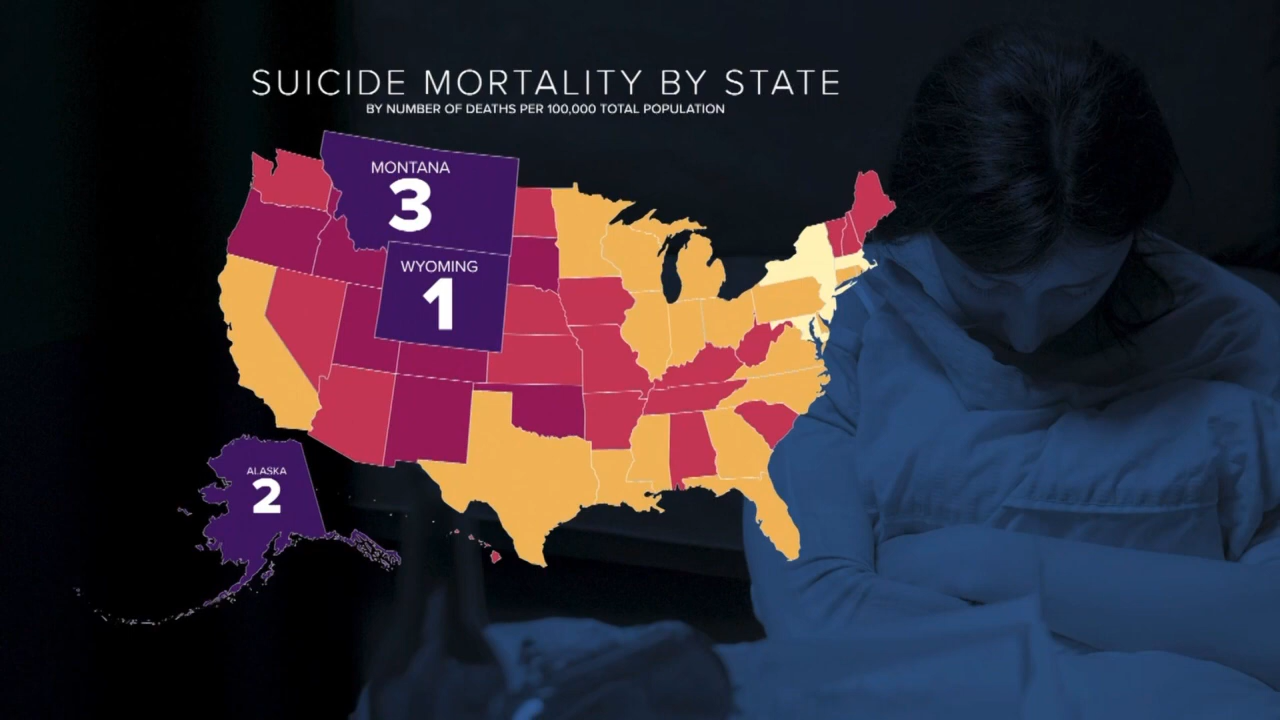 SUICIDE MORTALITY BY STATE
BY NUMBER OF DEATHS PER 100,000 TOTAL POPULATION
MONTANA
3
WYOMING
1
ALASKA
2